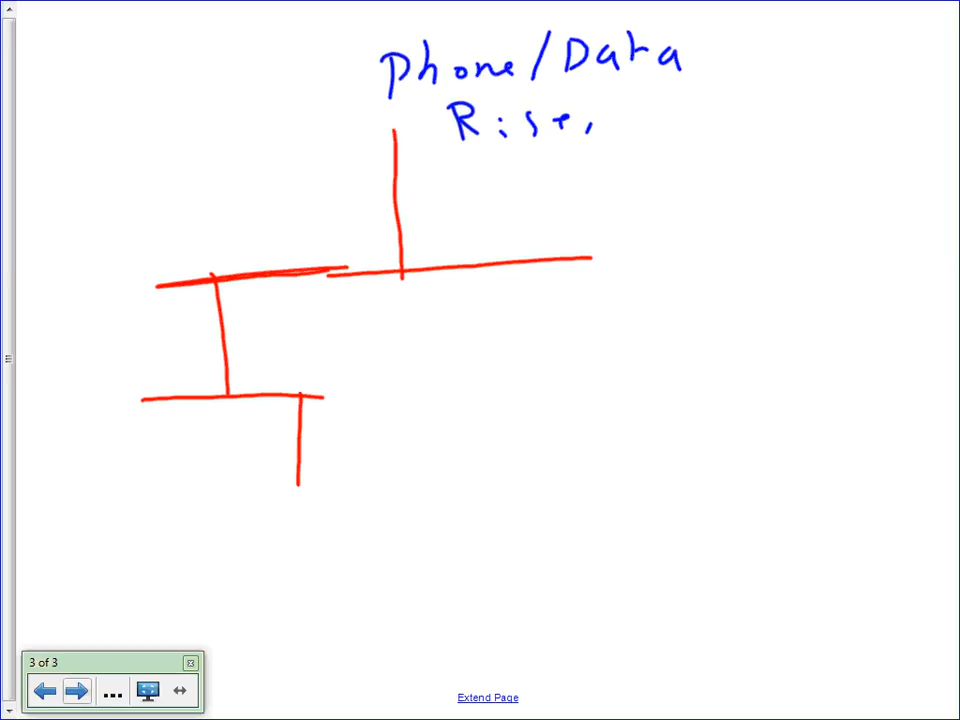 Phone/Data
Riser
3 of 3
...
Extend Page